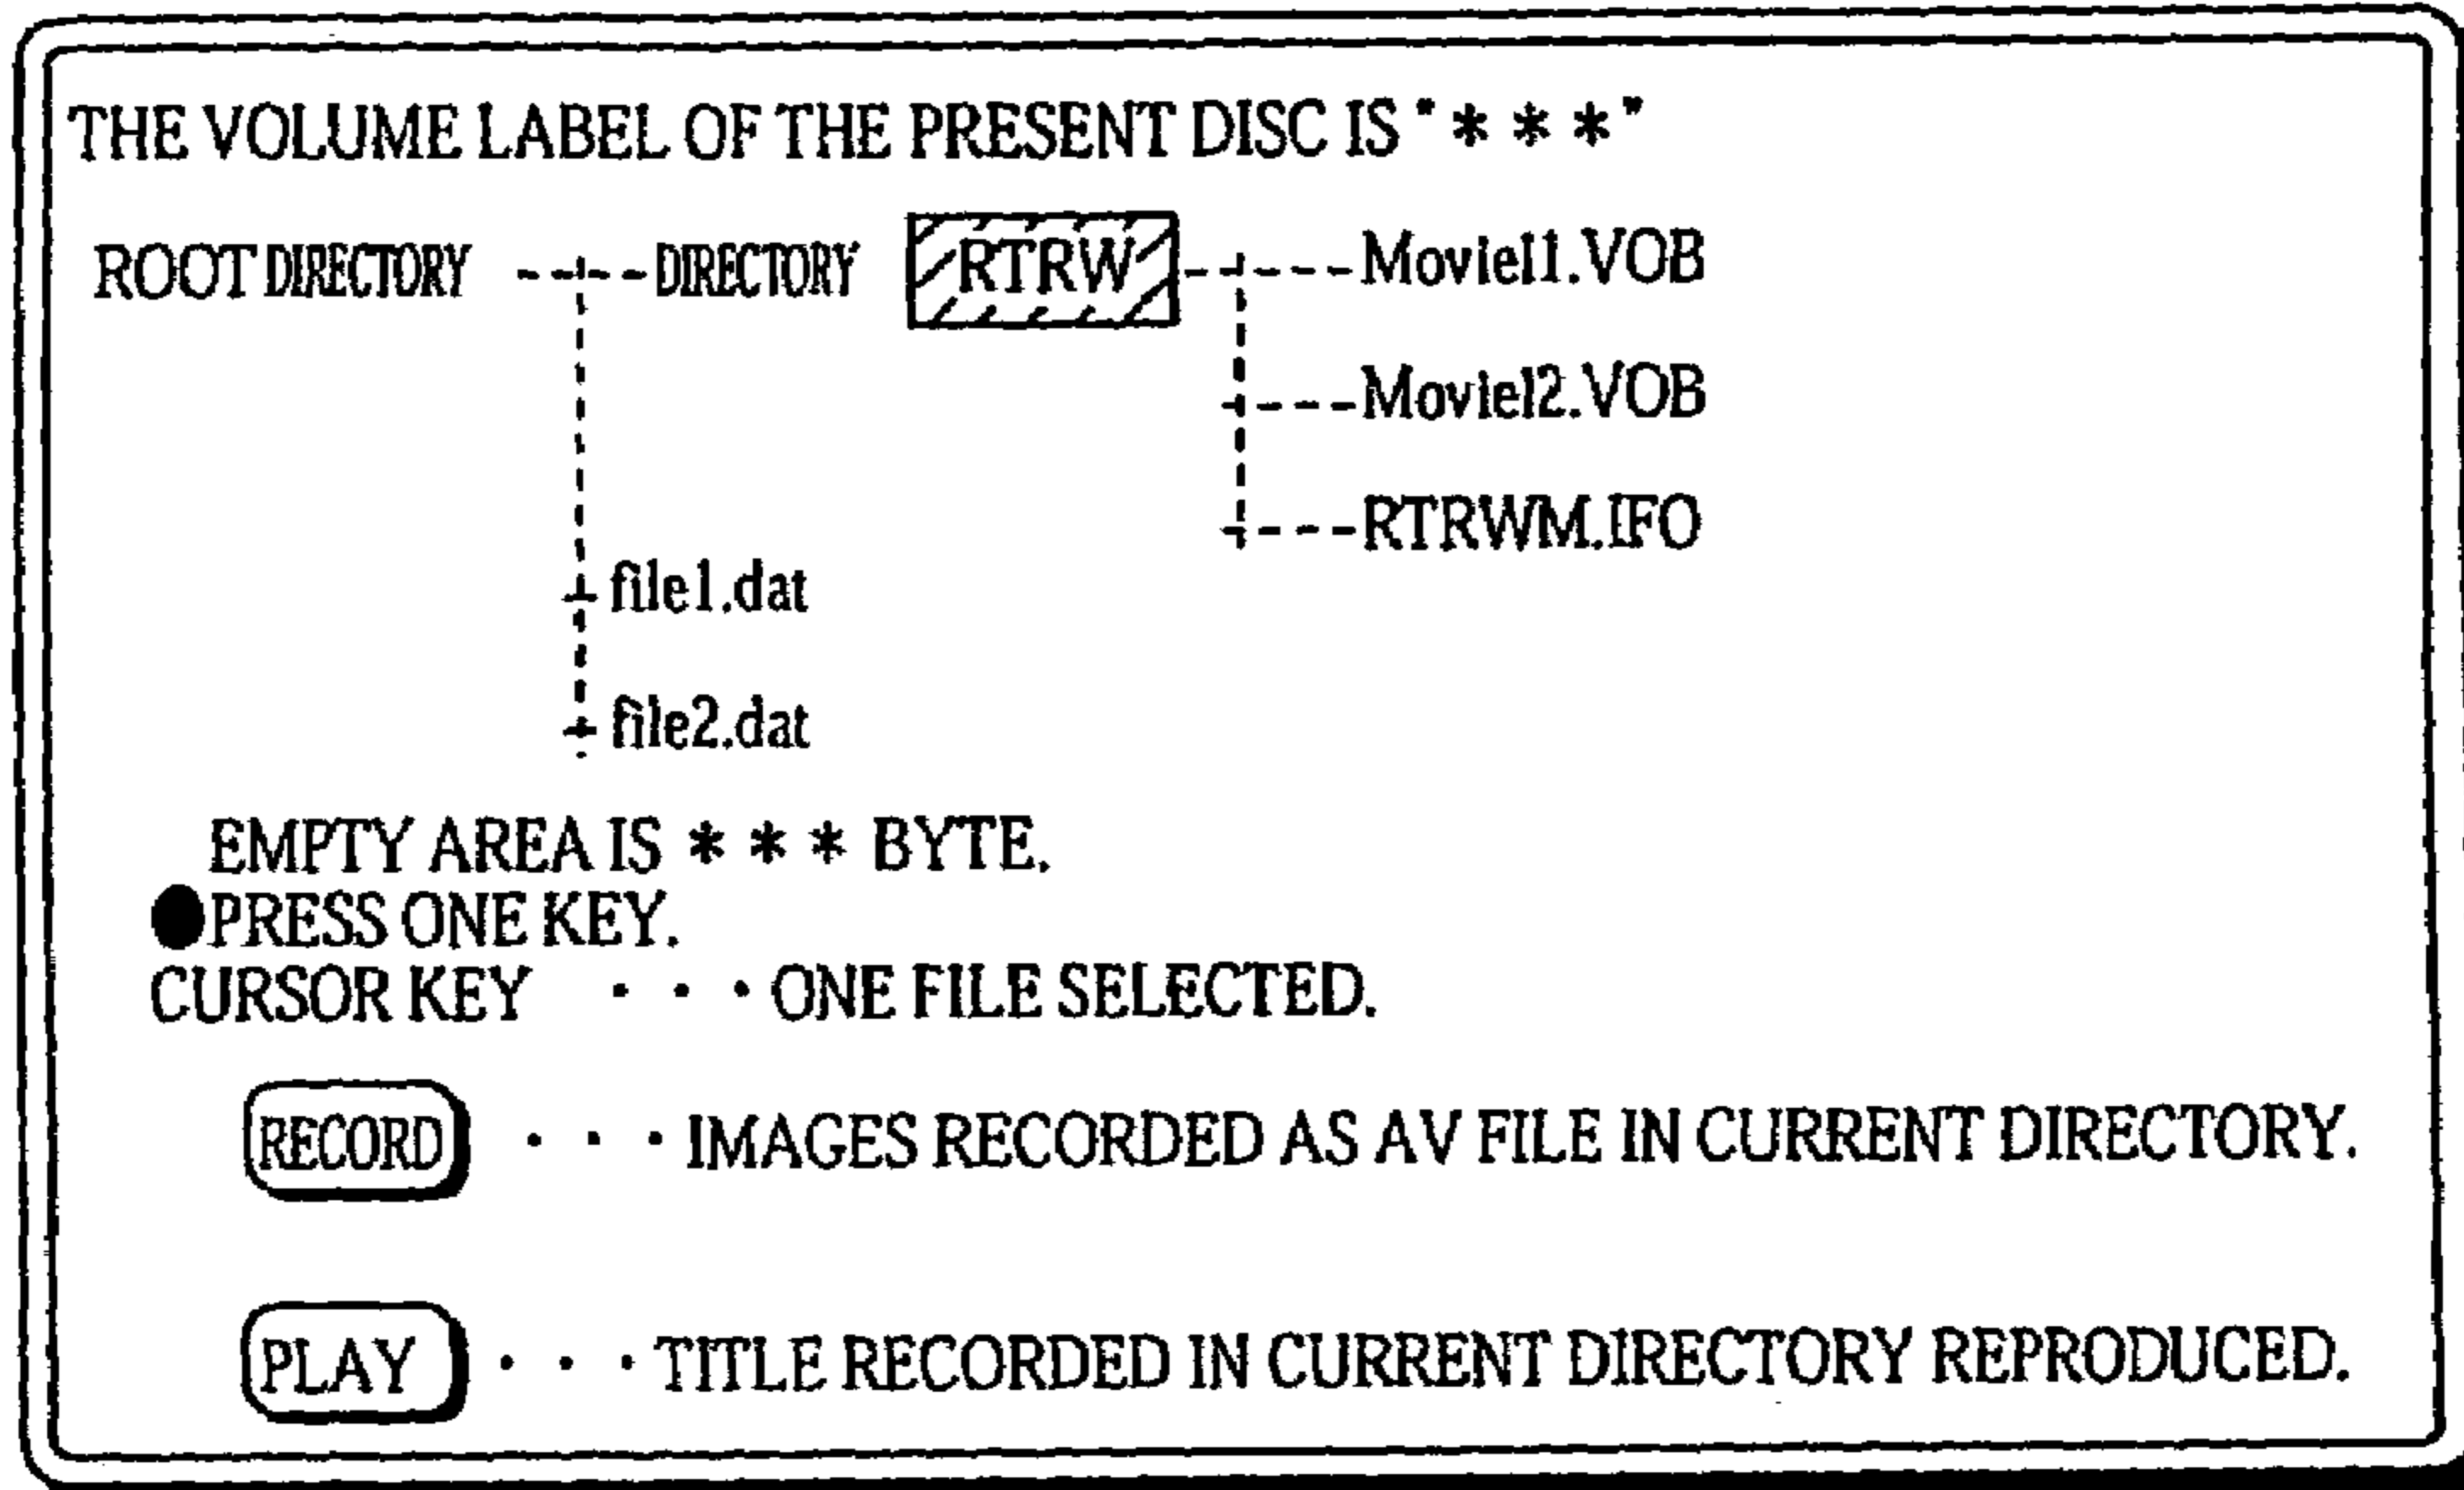 THE VOLUME LABEL OF THE PRESENT DISC IS "＊＊＊"
ROOT DIRECTORY DIRECTORY RTRW Moviel1.VOB
Moviel2.VOB
RTRWM.IFO
file1.dat
file2.dat
EMPTY AREA IS ＊＊＊ BYTE.
●PRESS ONE KEY.
CURSOR KEY ・・・ONE FILE SELECTED.
RECORD ・・・IMAGES RECORDED AS AV FILE IN CURRENT DIRECTORY.
PLAY ・・・TITLE RECORDED IN CURRENT DIRECTORY REPRODUCED.